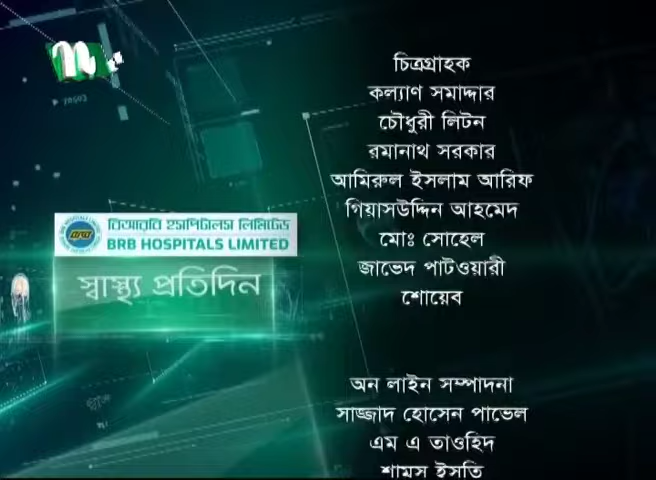 বিআরবি হসপিটালস লিমিটেড
BRB HOSPITALS LIMITED
স্বাস্থ্য প্রতিদিন
চিত্রগ্রাহক
কল্যাণ সমাদ্দার
চৌধুরী লিটন
রমানাথ সরকার
আমিরুল ইসলাম আরিফ
গিয়াসউদ্দিন আহমেদ
মোঃ সোহেল
জাভেদ পাটওয়ারী
শোয়েব
অন লাইন সম্পাদনা
সাজ্জাদ হোসেন পাভেল
এম এ তাওহিদ
শামস ইসতি